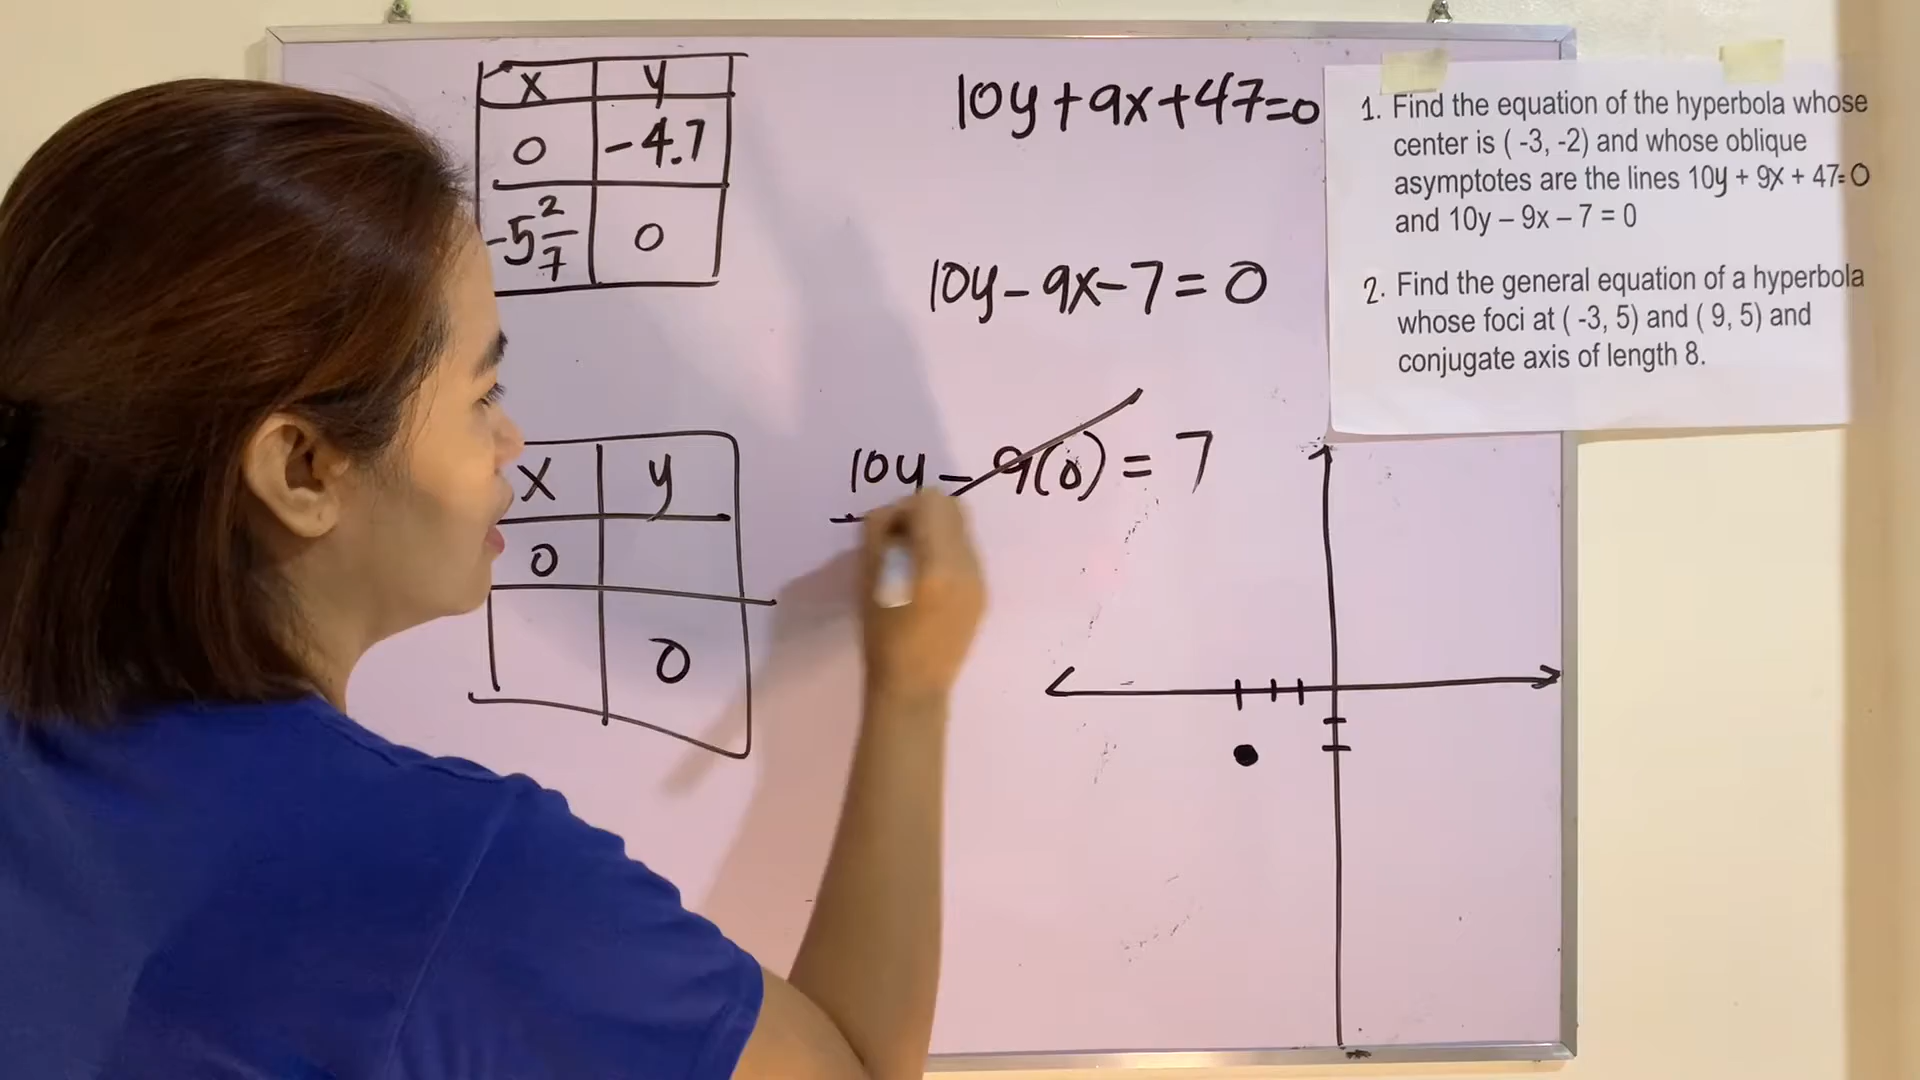 x y
0 -4.7
-5 2/7 0
10y+9x+47=0
10y-9x-7=0
x y
0
0
10y-9(0)=7
1. Find the equation of the hyperbola whose
center is ( -3, -2) and whose oblique
asymptotes are the lines 10y + 9x + 47=0
and 10y – 9x – 7 = 0
2. Find the general equation of a hyperbola
whose foci at ( -3, 5) and ( 9, 5) and
conjugate axis of length 8.